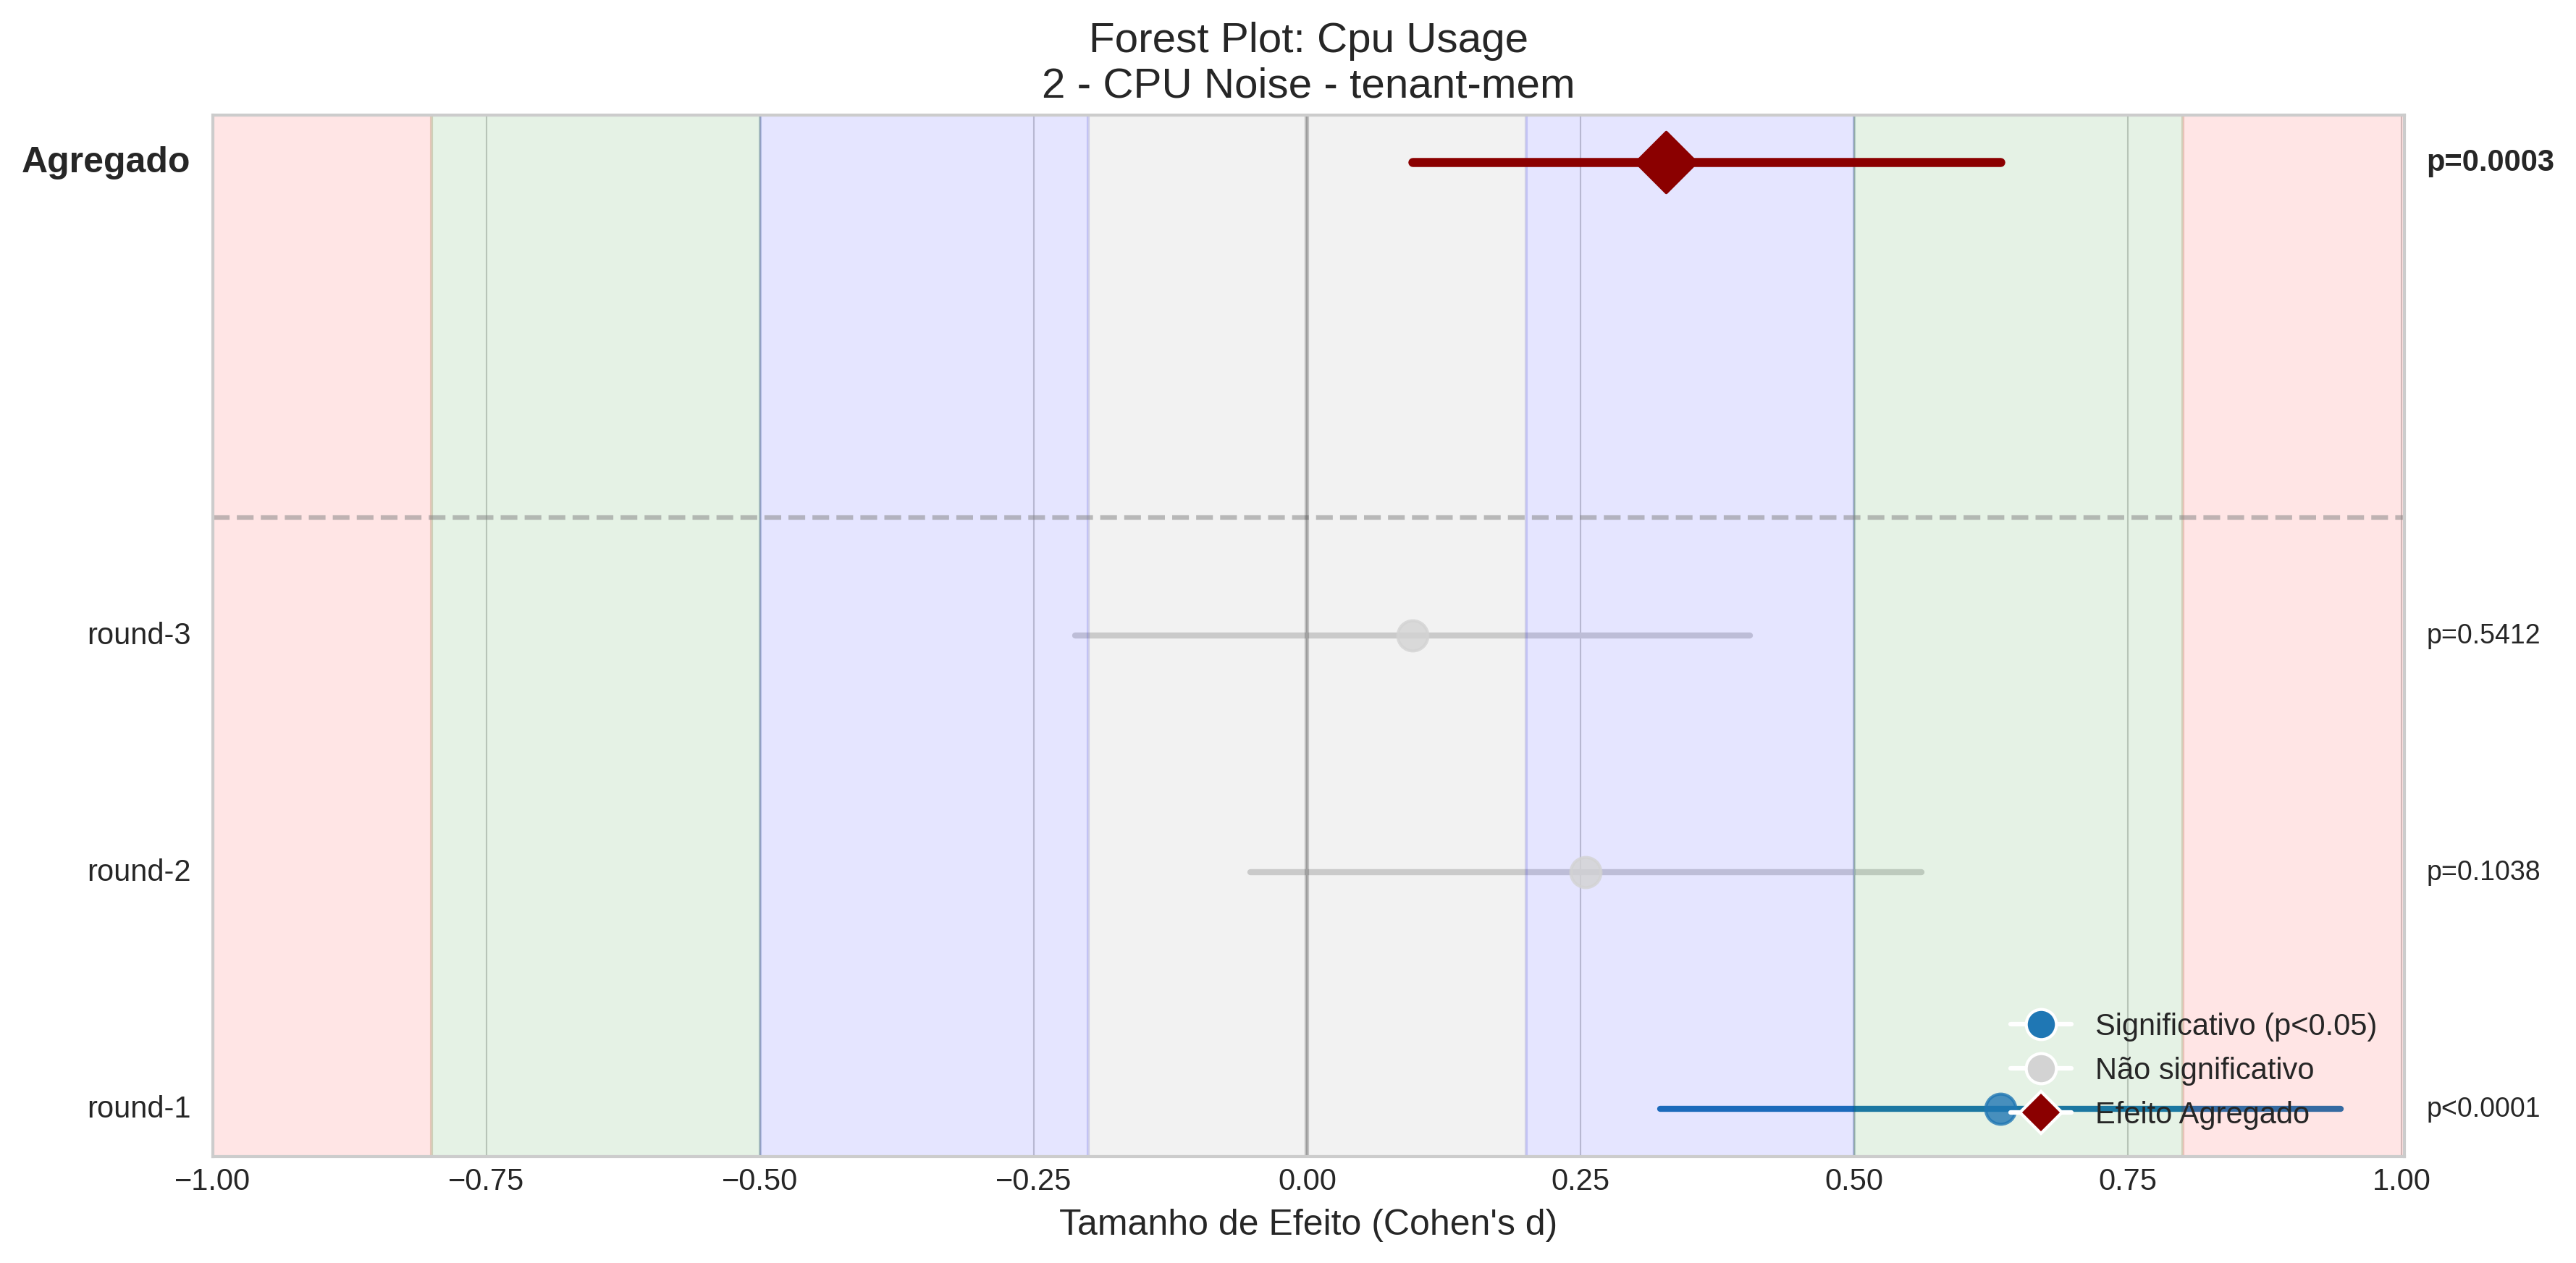 Forest Plot: Cpu Usage
2 - CPU Noise - tenant-mem
Agregado
p=0.0003
round-3
p=0.5412
round-2
p=0.1038
Significativo (p<0.05)
Não significativo
Efeito Agregado
round-1
p<0.0001
−1.00 −0.75 −0.50 −0.25 0.00 0.25 0.50 0.75 1.00
Tamanho de Efeito (Cohen's d)